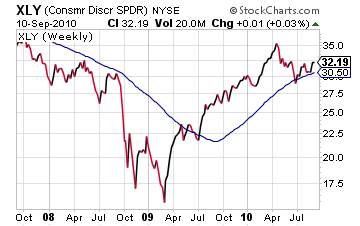 XLY (Consmr Discr SPDR) NYSE © StockCharts.com
10-Sep-2010 Cl 32.19 Vol 20.0M Chg +0.01 (+0.03%)
XLY (Weekly)
35.0
32.19
30.50
27.5
25.0
22.5
20.0
17.5
Oct 08 Apr Jul Oct 09 Apr Jul Oct 10 Apr Jul